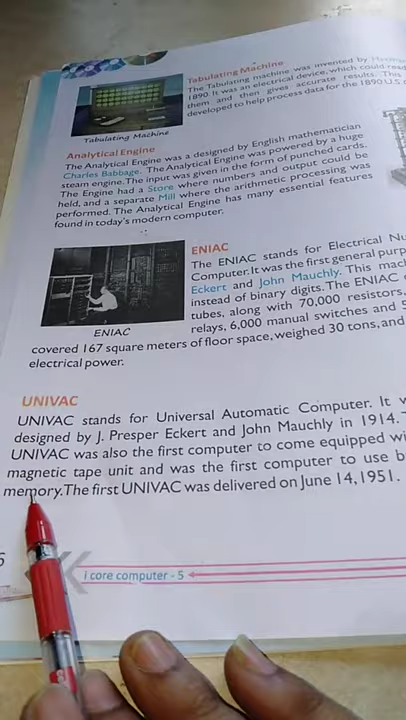 Tabulating Machine
The Tabulating machine was invented by
1890. It was an electrical device, which could read
them and then gives accurate results. This
developed to help process data for the 1890 U.S
Tabulating Machine
Analytical Engine
The Analytical Engine was a designed by English mathematician
Charles Babbage. The Analytical Engine was powered by a huge
steam engine. The input was given in the form of punched cards.
The Engine had a Store where numbers and output could be
held, and a separate Mill where the arithmetic processing was
performed. The Analytical Engine has many essential features
found in today's modern computer.
ENIAC
The ENIAC stands for Electrical
Computer. It was the first general
Eckert and John Mauchly. This
instead of binary digits. The ENIAC
tubes, along with 70,000 resistors,
relays, 6,000 manual switches and 5
ENIAC
covered 167 square meters of floor space, weighed 30 tons, and
electrical power.
UNIVAC
UNIVAC stands for Universal Automatic Computer. It
designed by J. Presper Eckert and John Mauchly in 1914.
UNIVAC was also the first computer to come equipped
magnetic tape unit and was the first computer to use
memory. The first UNIVAC was delivered on June 14, 1951.
i core computer - 5